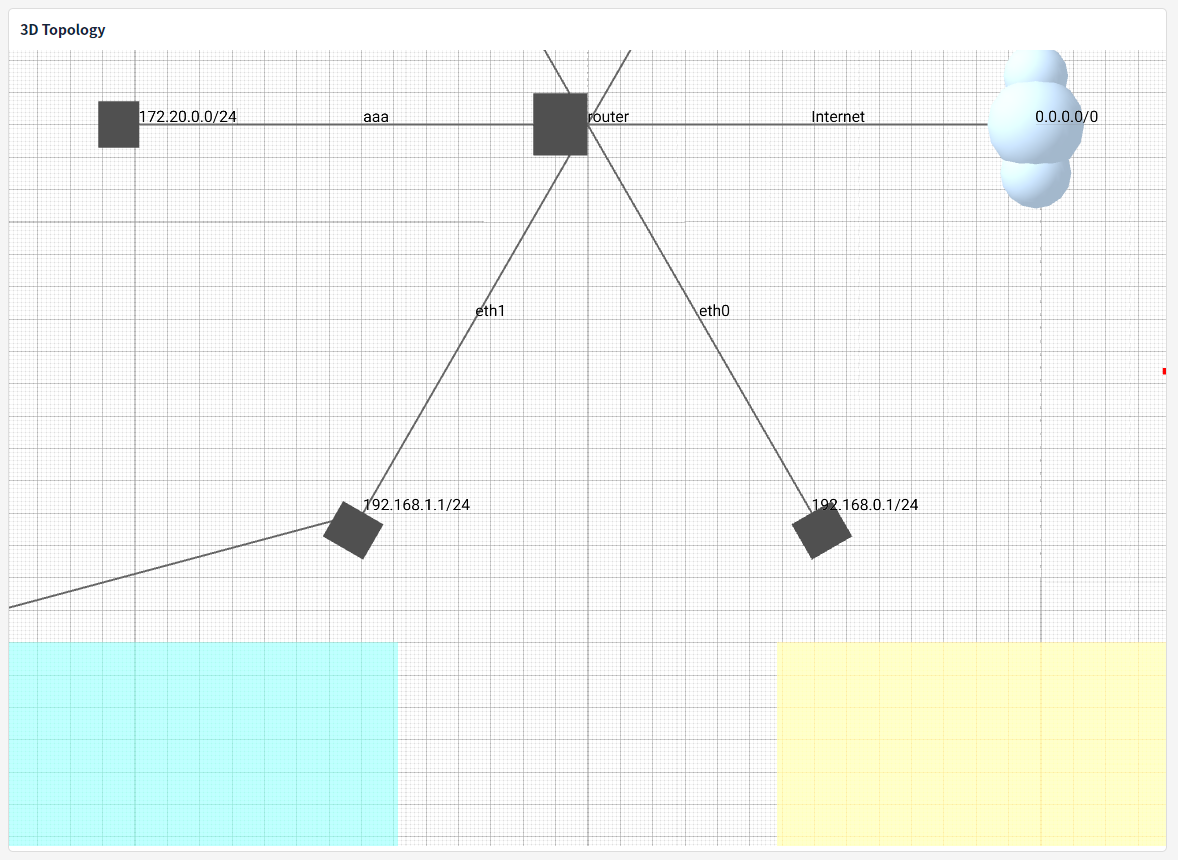 3D Topology
172.20.0.0/24
aaa
router
Internet
0.0.0.0/0
eth1
eth0
192.168.1.1/24
192.168.0.1/24